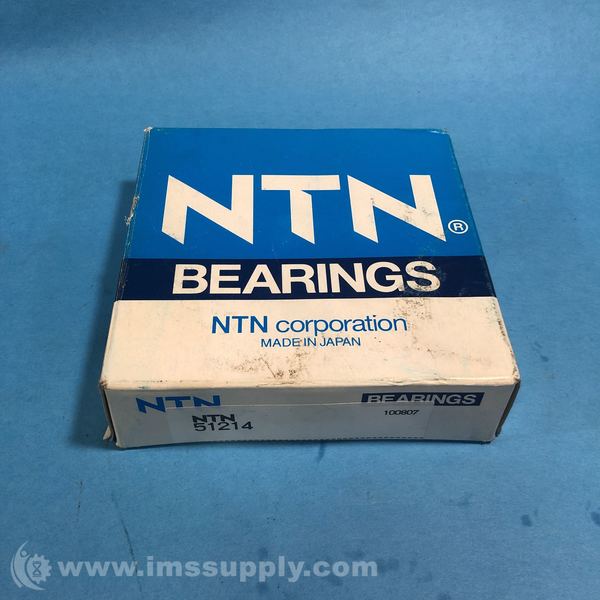 NTN®
BEARINGS
NTN corporation
MADE IN JAPAN
NTN BEARINGS
NTN 100807
51214
www.imssupply.com